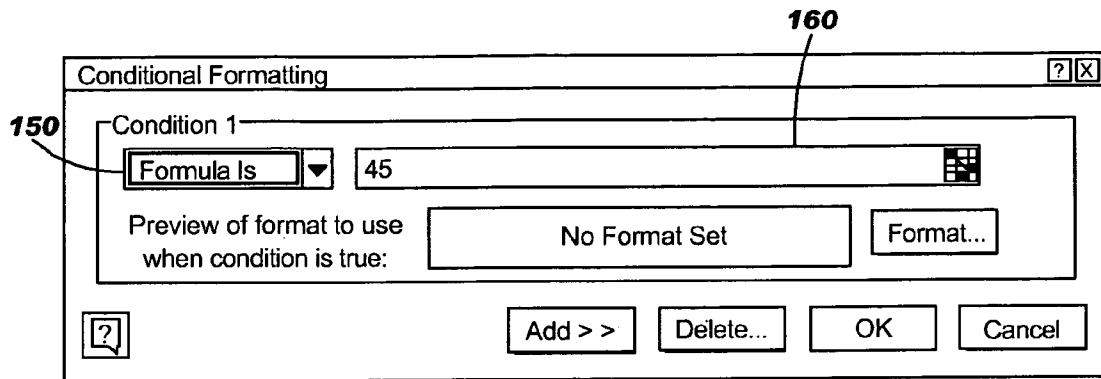 160
Conditional Formatting ? X
150
Condition 1
Formula Is 45
Preview of format to use
when condition is true:
No Format Set Format...
? Add > > Delete... OK Cancel